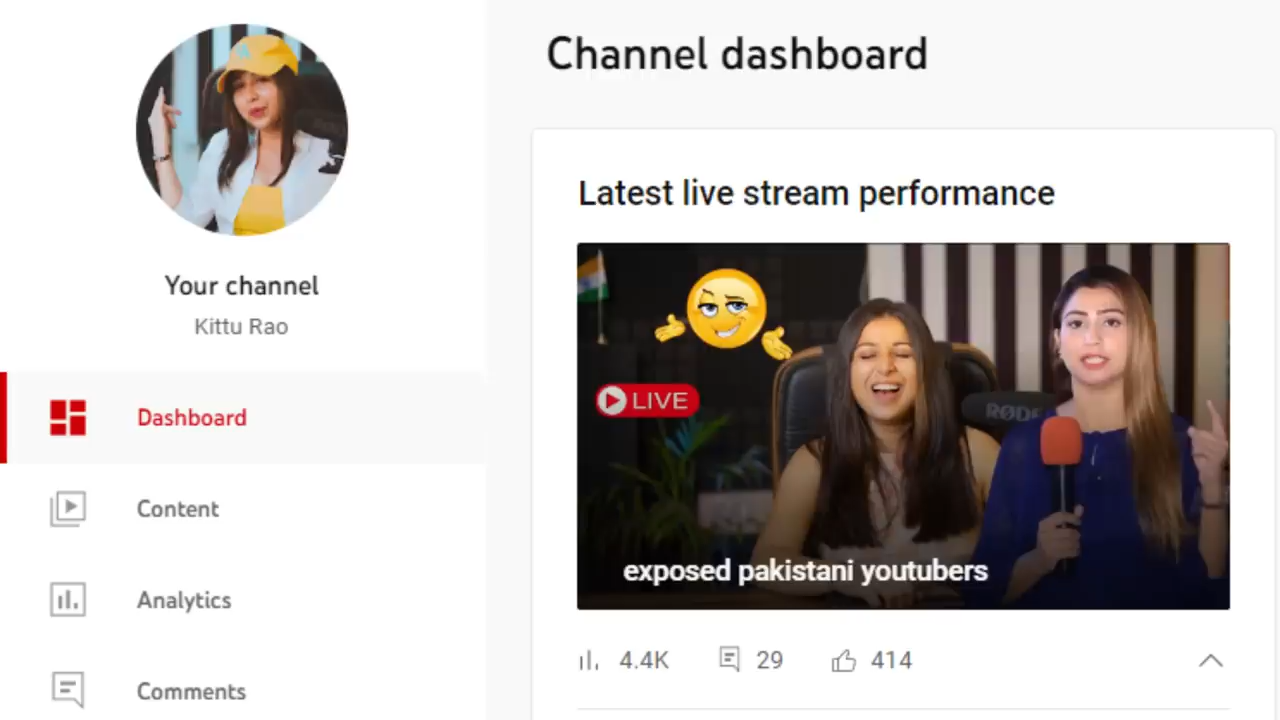 Channel dashboard
Your channel
Kittu Rao
Dashboard
Content
Analytics
Comments
Latest live stream performance
LIVE
RØDE
exposed pakistani youtubers
4.4K
29
414